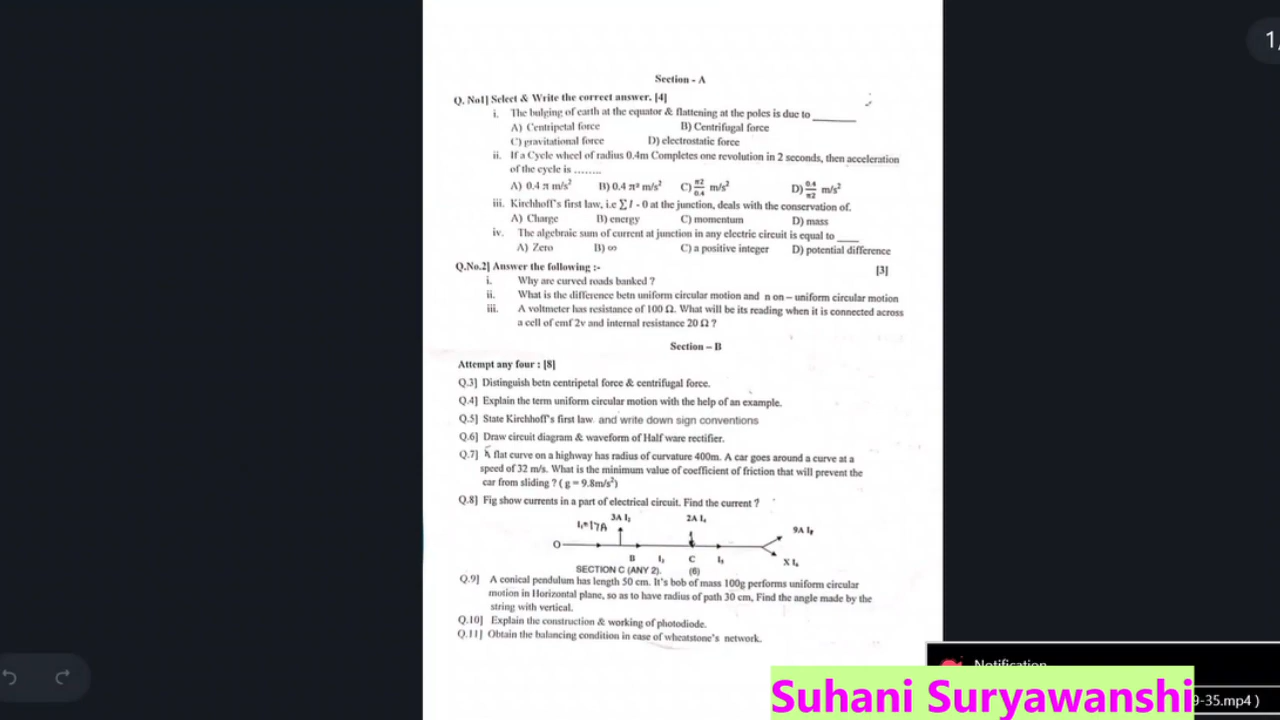 1/
Section - A
Q. No1] Select & Write the correct answer. [4]
i. The bulging of earth at the equator & flattening at the poles is due to ________
A) Centripetal force B) Centrifugal force
C) gravitational force D) electrostatic force
ii. If a Cycle wheel of radius 0.4m Completes one revolution in 2 seconds, then acceleration
of the cycle is ........
A) 0.4 π m/s² B) 0.4 π² m/s² C) π2/0.4 m/s² D) 0.4/π2 m/s²
iii. Kirchhoff's first law, i.e ∑ I - 0 at the junction, deals with the conservation of.
A) Charge B) energy C) momentum D) mass
iv. The algebraic sum of current at junction in any electric circuit is equal to ____
A) Zero B) ∞ C) a positive integer D) potential difference
Q.No.2] Answer the following :- [3]
i. Why are curved roads banked ?
ii. What is the difference betn uniform circular motion and n on – uniform circular motion
iii. A voltmeter has resistance of 100 Ω. What will be its reading when it is connected across
a cell of emf 2v and internal resistance 20 Ω ?
Section – B
Attempt any four : [8]
Q.3] Distinguish betn centripetal force & centrifugal force.
Q.4] Explain the term uniform circular motion with the help of an example.
Q.5] State Kirchhoff's first law and write down sign conventions
Q.6] Draw circuit diagram & waveform of Half ware rectifier.
Q.7] A flat curve on a highway has radius of curvature 400m. A car goes around a curve at a
speed of 32 m/s. What is the minimum value of coefficient of friction that will prevent the
car from sliding ? ( g = 9.8m/s²)
Q.8] Fig show currents in a part of electrical circuit. Find the current ?
3A I₂ 2A I₄
I₁=17A 9A I₅
O
B I₃ C I₅
X I₆
SECTION C (ANY 2). (6)
Q.9] A conical pendulum has length 50 cm. It's bob of mass 100g performs uniform circular
motion in Horizontal plane, so as to have radius of path 30 cm, Find the angle made by the
string with vertical.
Q.10] Explain the construction & working of photodiode.
Q.11] Obtain the balancing condition in case of wheatstone's network.
Notification
Suhani Suryawanshi
9-35.mp4 )